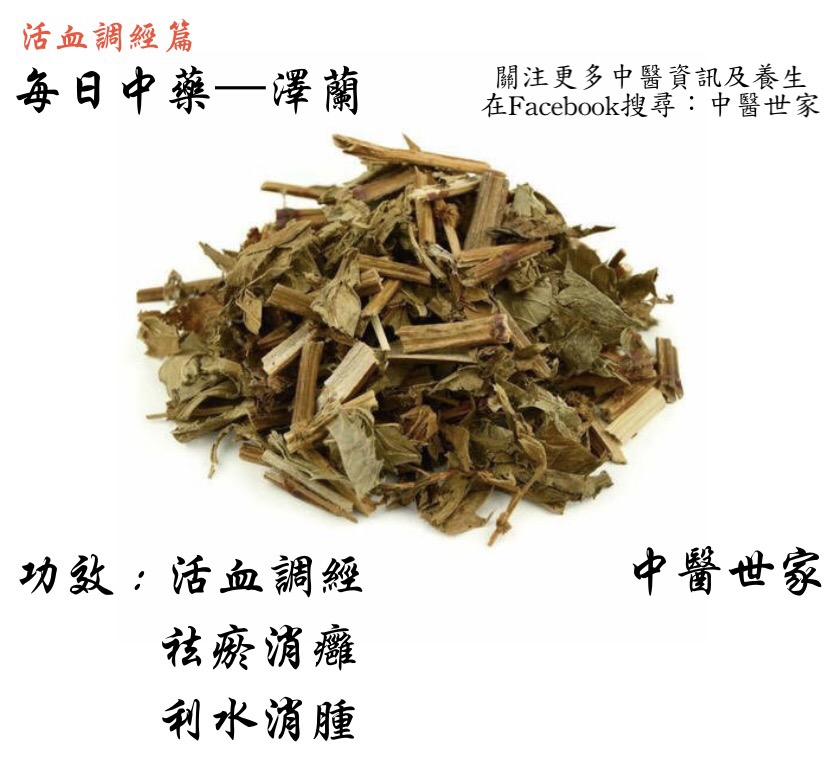 活血調經篇
每日中藥—澤蘭
關注更多中醫資訊及養生
在Facebook搜尋：中醫世家
功效：活血調經
祛瘀消癰
利水消腫
中醫世家